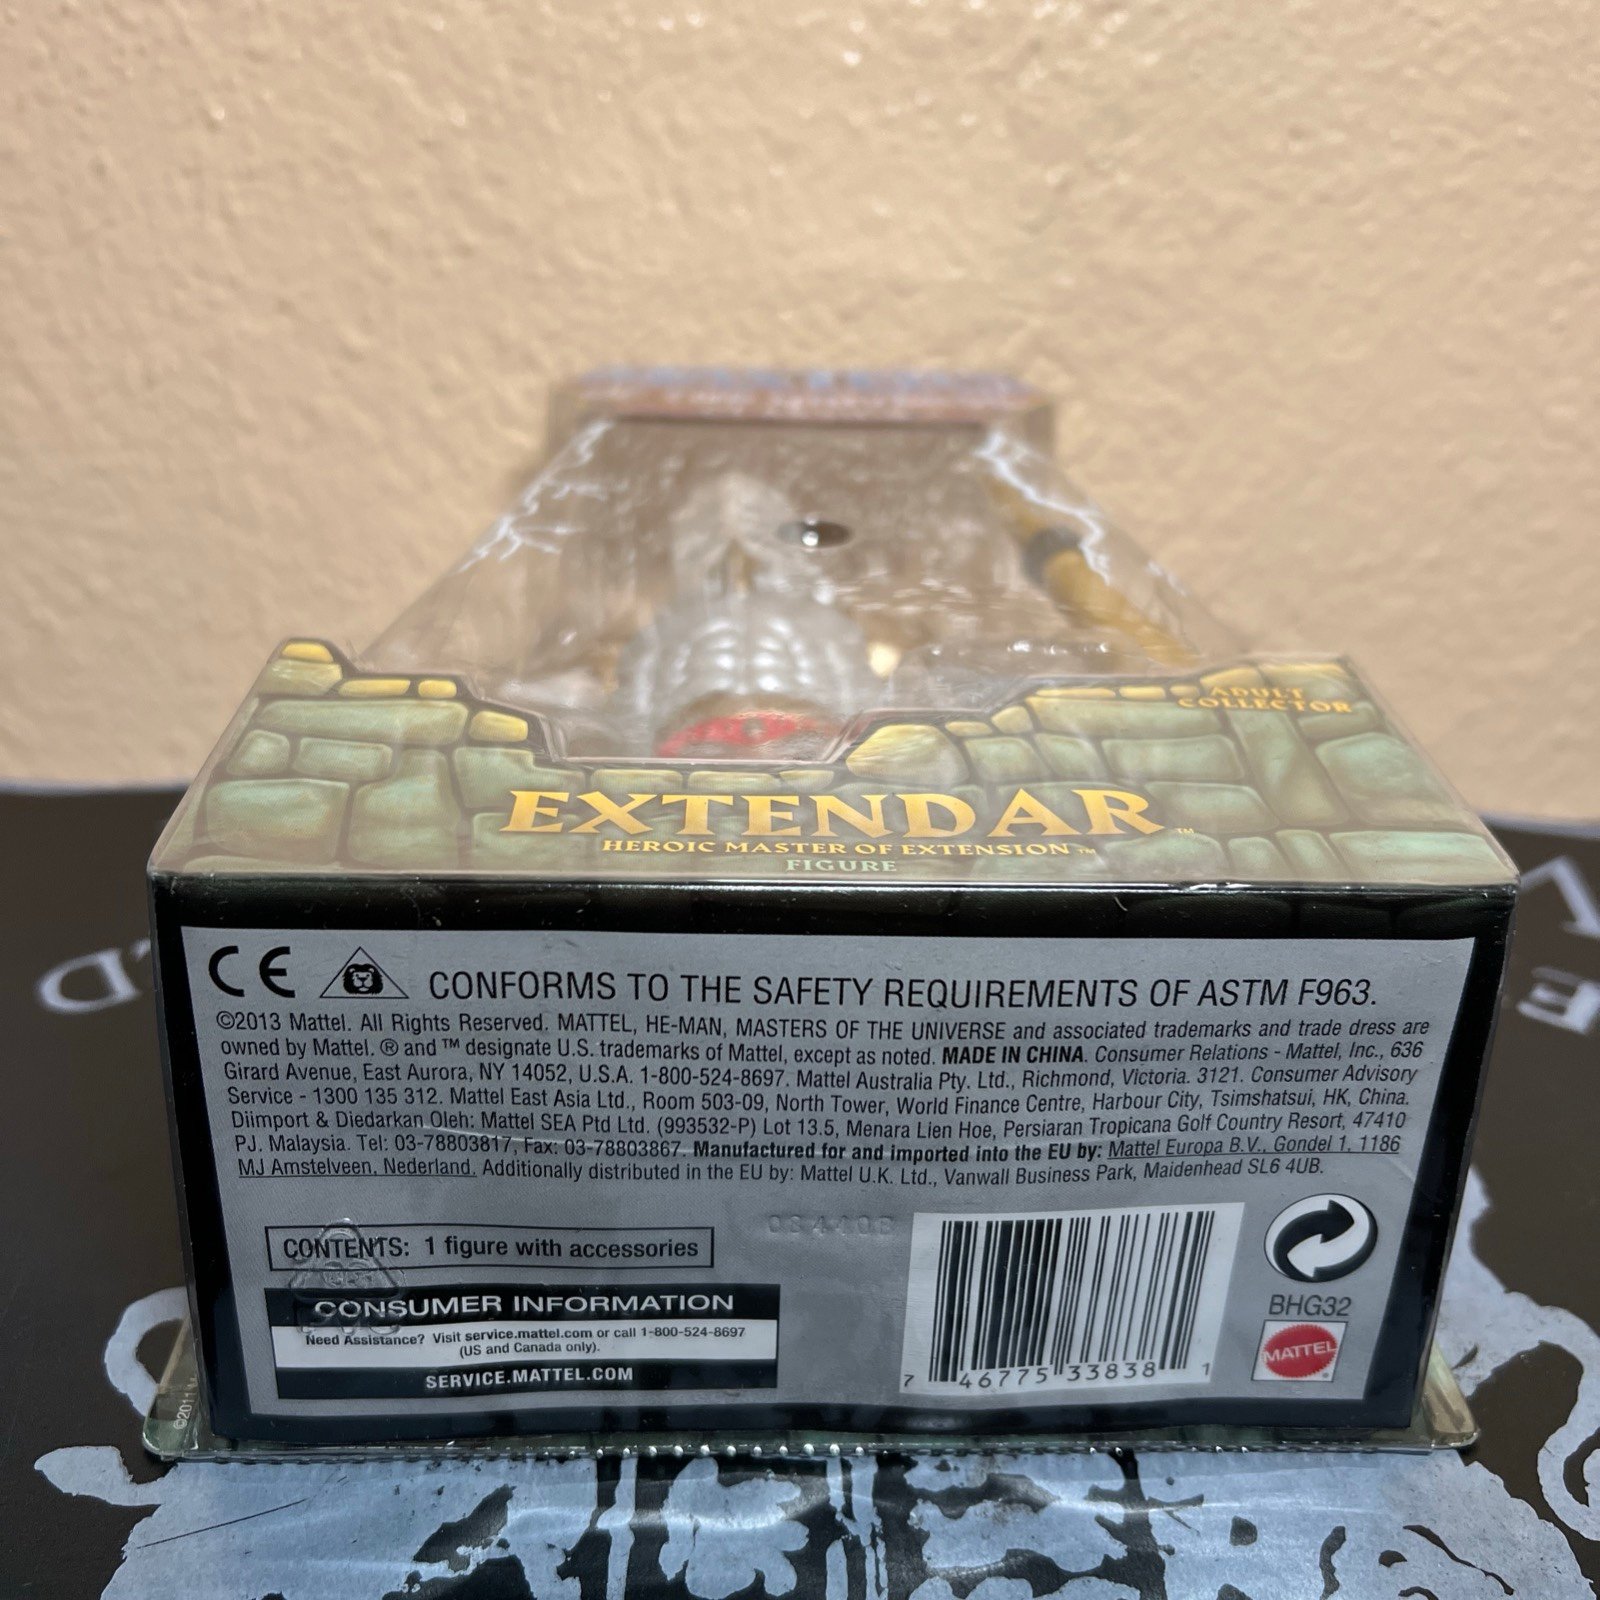 ADULT
COLLECTOR
EXTENDAR™
HEROIC MASTER OF EXTENSION™
FIGURE
CE CONFORMS TO THE SAFETY REQUIREMENTS OF ASTM F963.
©2013 Mattel. All Rights Reserved. MATTEL, HE-MAN, MASTERS OF THE UNIVERSE and associated trademarks and trade dress are
owned by Mattel. ® and ™ designate U.S. trademarks of Mattel, except as noted. MADE IN CHINA. Consumer Relations - Mattel, Inc., 636
Girard Avenue, East Aurora, NY 14052, U.S.A. 1-800-524-8697. Mattel Australia Pty. Ltd., Richmond, Victoria. 3121. Consumer Advisory
Service - 1300 135 312. Mattel East Asia Ltd., Room 503-09, North Tower, World Finance Centre, Harbour City, Tsimshatsui, HK, China.
Diimport & Diedarkan Oleh: Mattel SEA Ptd Ltd. (993532-P) Lot 13.5, Menara Lien Hoe, Persiaran Tropicana Golf Country Resort, 47410
PJ. Malaysia. Tel: 03-78803817, Fax: 03-78803867. Manufactured for and imported into the EU by: Mattel Europa B.V., Gondel 1, 1186
MJ Amstelveen, Nederland. Additionally distributed in the EU by: Mattel U.K. Ltd., Vanwall Business Park, Maidenhead SL6 4UB.
CONTENTS: 1 figure with accessories
CONSUMER INFORMATION
Need Assistance? Visit service.mattel.com or call 1-800-524-8697
(US and Canada only).
SERVICE.MATTEL.COM
7 46775 33838 1
BHG32
MATTEL
©2011